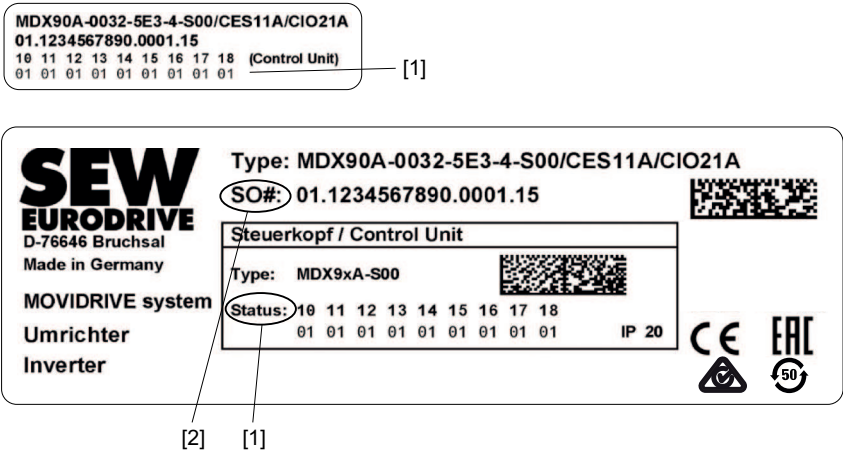 MDX90A-0032-5E3-4-S00/CES11A/CIO21A
01.1234567890.0001.15
10 11 12 13 14 15 16 17 18 (Control Unit)
01 01 01 01 01 01 01 01 01
[1]
SEW
EURODRIVE
D-76646 Bruchsal
Made in Germany
MOVIDRIVE system
Umrichter
Inverter
Type: MDX90A-0032-5E3-4-S00/CES11A/CIO21A
SO#: 01.1234567890.0001.15
Steuerkopf / Control Unit
Type: MDX9xA-S00
Status: 10 11 12 13 14 15 16 17 18
01 01 01 01 01 01 01 01 01 IP 20
CE EAC
50
[2] [1]